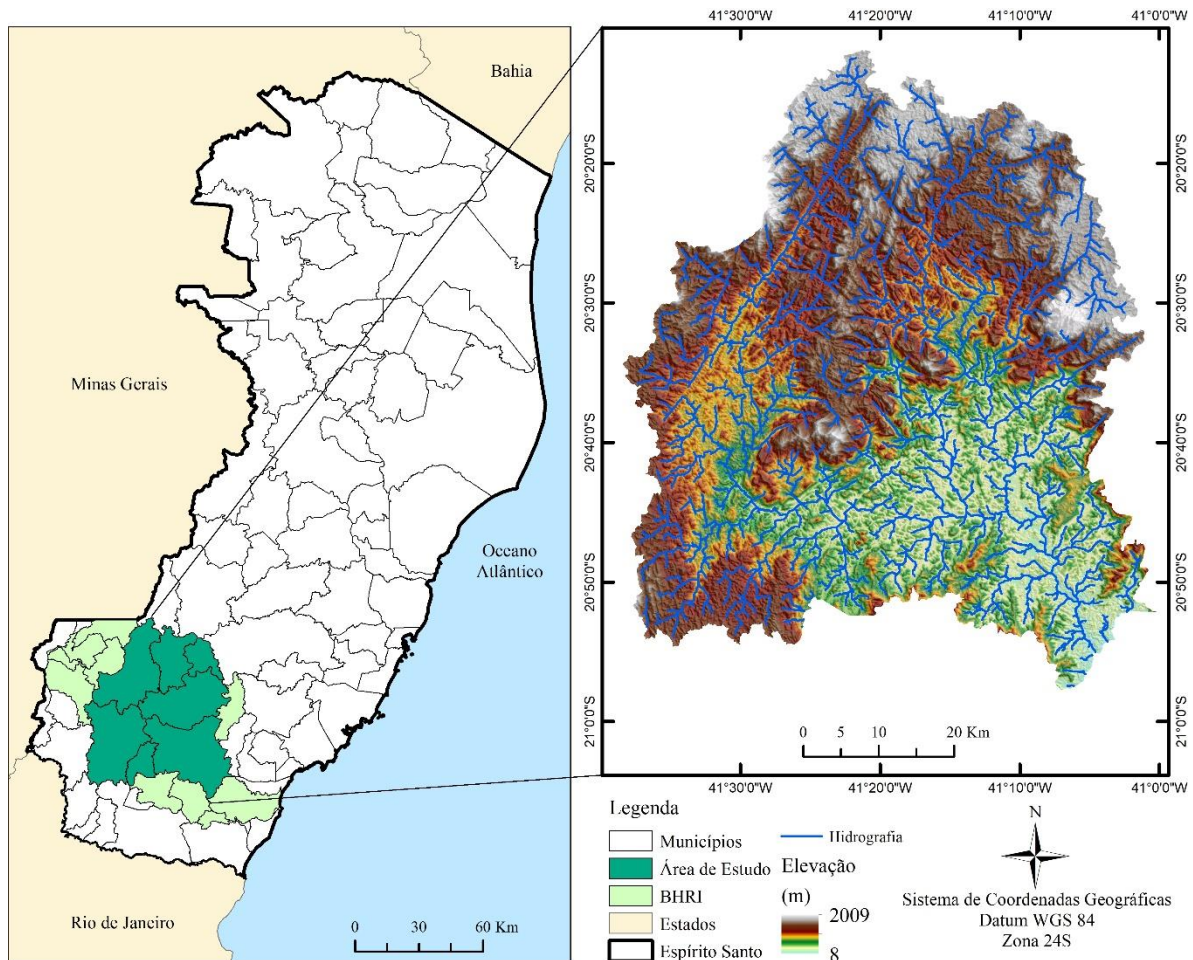 Bahia
Minas Gerais
Oceano
Atlântico
Rio de Janeiro
0 30 60 Km
41°30'0"W 41°20'0"W 41°10'0"W 41°0'0"W
20°20'0"S
20°30'0"S
20°40'0"S
20°50'0"S
21°0'0"S
20°20'0"S
20°30'0"S
20°40'0"S
20°50'0"S
21°0'0"S
0 5 10 20 Km
41°30'0"W 41°20'0"W 41°10'0"W 41°0'0"W
Legenda
Municípios
Área de Estudo
BHRI
Estados
Espírito Santo
Hidrografia
Elevação
(m)
2009
8
N
Sistema de Coordenadas Geográficas
Datum WGS 84
Zona 24S